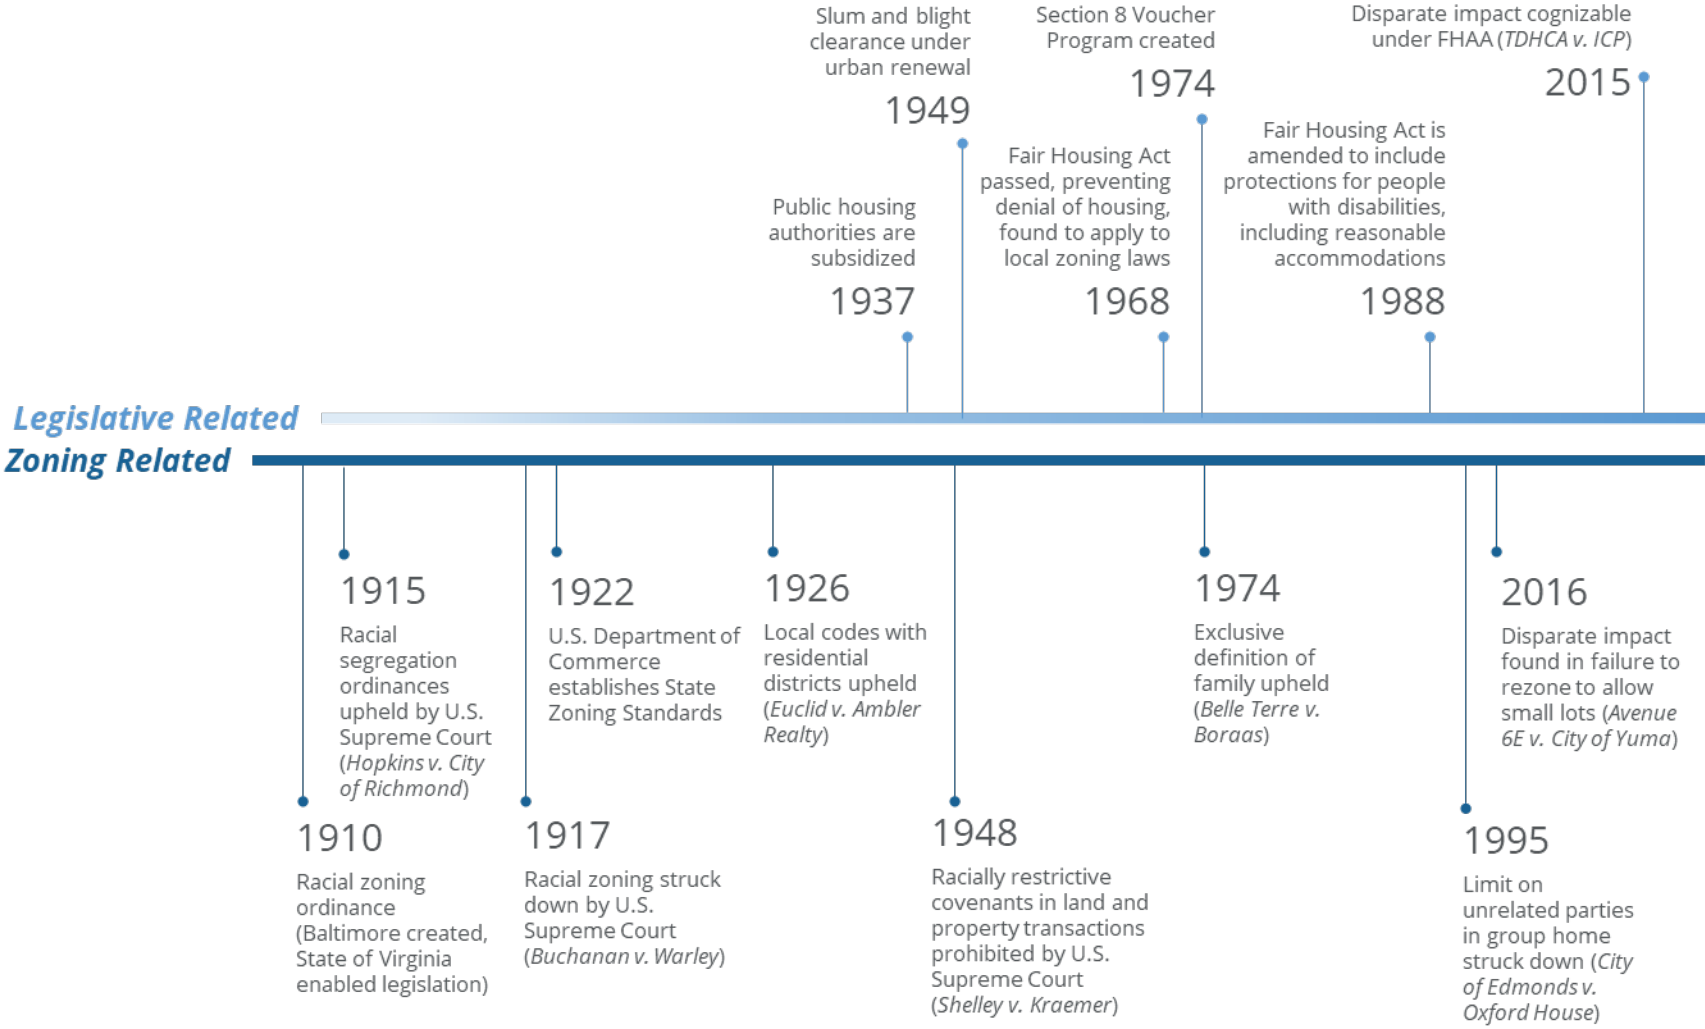 Slum and blight
clearance under
urban renewal
1949
Section 8 Voucher
Program created
1974
Disparate impact cognizable
under FHAA (TDHCA v. ICP)
2015
Public housing
authorities are
subsidized
1937
Fair Housing Act
passed, preventing
denial of housing,
found to apply to
local zoning laws
1968
Fair Housing Act is
amended to include
protections for people
with disabilities,
including reasonable
accommodations
1988
Legislative Related
Zoning Related
1915
Racial
segregation
ordinances
upheld by U.S.
Supreme Court
(Hopkins v. City
of Richmond)
1922
U.S. Department of
Commerce
establishes State
Zoning Standards
1926
Local codes with
residential
districts upheld
(Euclid v. Ambler
Realty)
1974
Exclusive
definition of
family upheld
(Belle Terre v.
Boraas)
2016
Disparate impact
found in failure to
rezone to allow
small lots (Avenue
6E v. City of Yuma)
1910
Racial zoning
ordinance
(Baltimore created,
State of Virginia
enabled legislation)
1917
Racial zoning struck
down by U.S.
Supreme Court
(Buchanan v. Warley)
1948
Racially restrictive
covenants in land and
property transactions
prohibited by U.S.
Supreme Court
(Shelley v. Kraemer)
1995
Limit on
unrelated parties
in group home
struck down (City
of Edmonds v.
Oxford House)